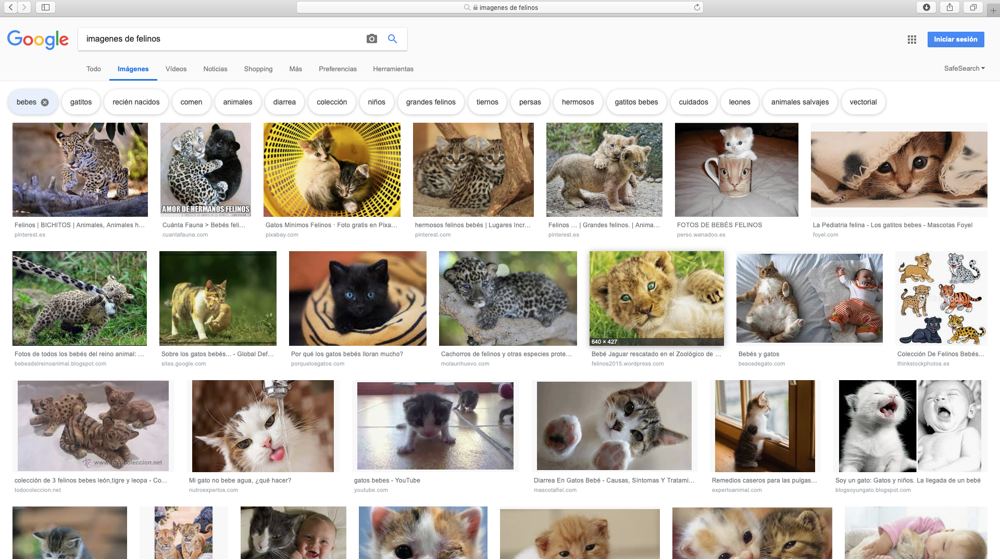 imagenes de felinos
Google
imagenes de felinos
Iniciar sesión
Todo
Imágenes
Vídeos
Noticias
Shopping
Más
Preferencias
Herramientas
SafeSearch
bebes
gatitos
recién nacidos
comen
animales
diarrea
colección
niños
grandes felinos
tiernos
persas
hermosos
gatitos bebes
cuidados
leones
animales salvajes
vectorial
AMOR DE HERMANOS FELINOS
Felinos | BICHITOS | Animales, Animales h...
pinterest.es
Cuánta Fauna > Bebés feli...
cuantafauna.com
Gatos Minimos Felinos · Foto gratis en Pixa...
pixabay.com
hermosos felinos bebés | Lugares Incr...
pinterest.com
Felinos ... | Grandes felinos. | Anima...
pinterest.es
FOTOS DE BEBÉS FELINOS
perso.wanadoo.es
La Pediatria felina - Los gatitos bebes - Mascotas Foyel
foyel.com
640 × 427
Fotos de todos los bebés del reino animal: ...
bebesdelreinoanimal.blogspot.com
Sobre los gatos bebés... - Global Def...
sites.google.com
Por qué los gatos bebés lloran mucho?
porquelosgatos.com
Cachorros de felinos y otras especies prote...
molaunhuevo.com
Bebé Jaguar rescatado en el Zoológico de ...
felinos2015.wordpress.com
Bebés y gatos
besosdegato.com
Colección De Felinos Bebés...
thinkstockphotos.es
www.todocoleccion.net
colección de 3 felinos bebes león,tigre y leopa - Co...
todocoleccion.net
Mi gato no bebe agua, ¿qué hacer?
nutroexpertos.com
gatos bebes - YouTube
youtube.com
Diarrea En Gatos Bebé - Causas, Síntomas Y Tratami...
mascotafiel.com
Remedios caseros para las pulgas...
expertoanimal.com
Soy un gato: Gatos y niños. La llegada de un bebé
blogsoyungato.blogspot.com